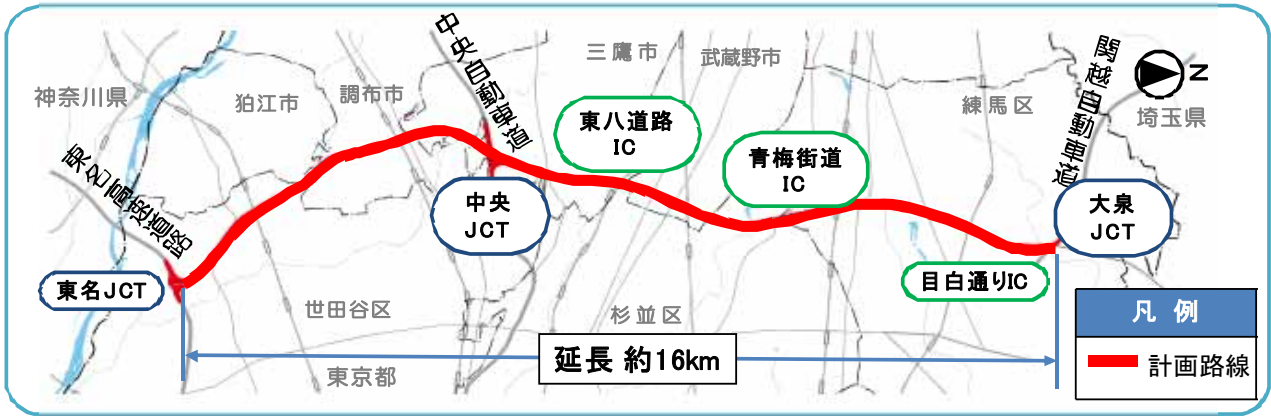 神奈川県
狛江市
調布市
中央自動車道
三鷹市
武蔵野市
練馬区
関越自動車道
N
埼玉県
東八道路
IC
青梅街道
IC
東名高速道路
中央
JCT
大泉
JCT
東名JCT
目白通りIC
世田谷区
杉並区
東京都
延長 約16km
凡 例
計画路線